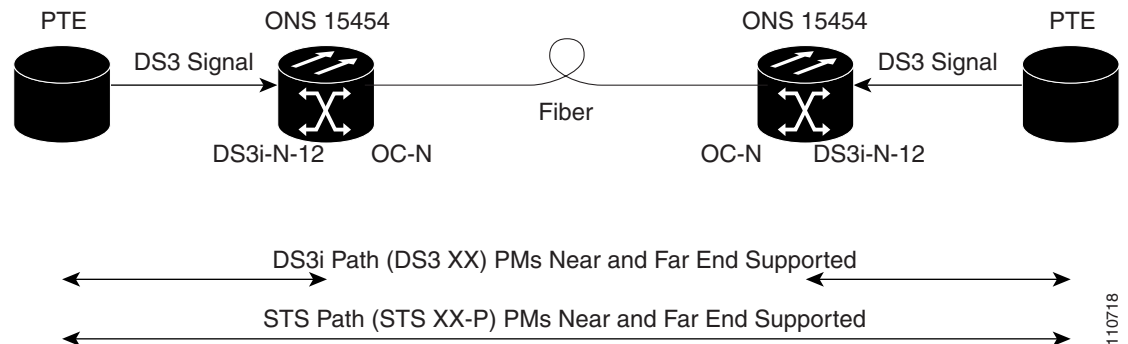 PTE
ONS 15454
ONS 15454
PTE
DS3 Signal
DS3 Signal
Fiber
DS3i-N-12
OC-N
OC-N
DS3i-N-12
DS3i Path (DS3 XX) PMs Near and Far End Supported
STS Path (STS XX-P) PMs Near and Far End Supported
110718